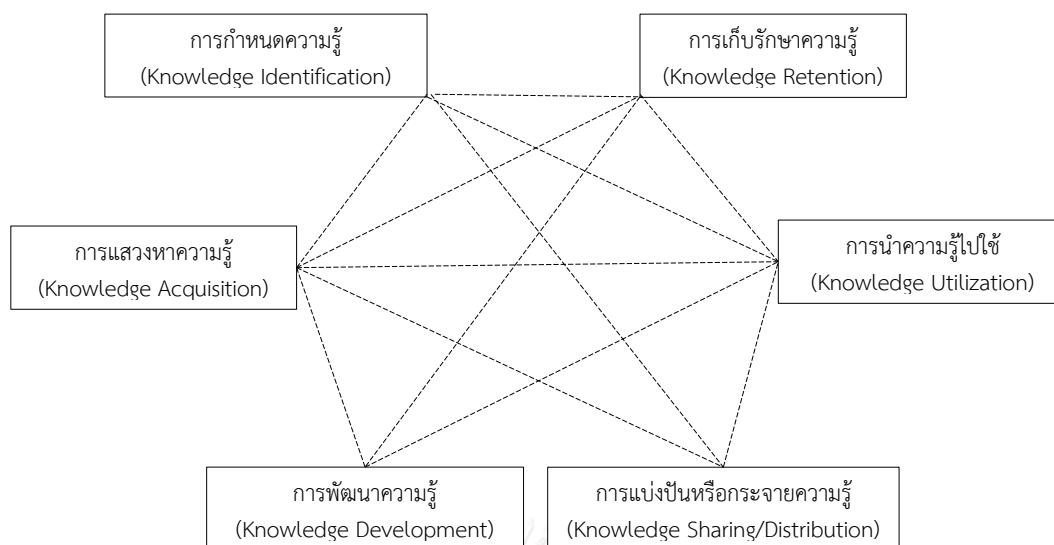 การกำหนดความรู้
(Knowledge Identification)
การเก็บรักษาความรู้
(Knowledge Retention)
การแสวงหาความรู้
(Knowledge Acquisition)
การนำความรู้ไปใช้
(Knowledge Utilization)
การพัฒนาความรู้
(Knowledge Development)
การแบ่งปันหรือกระจายความรู้
(Knowledge Sharing/Distribution)